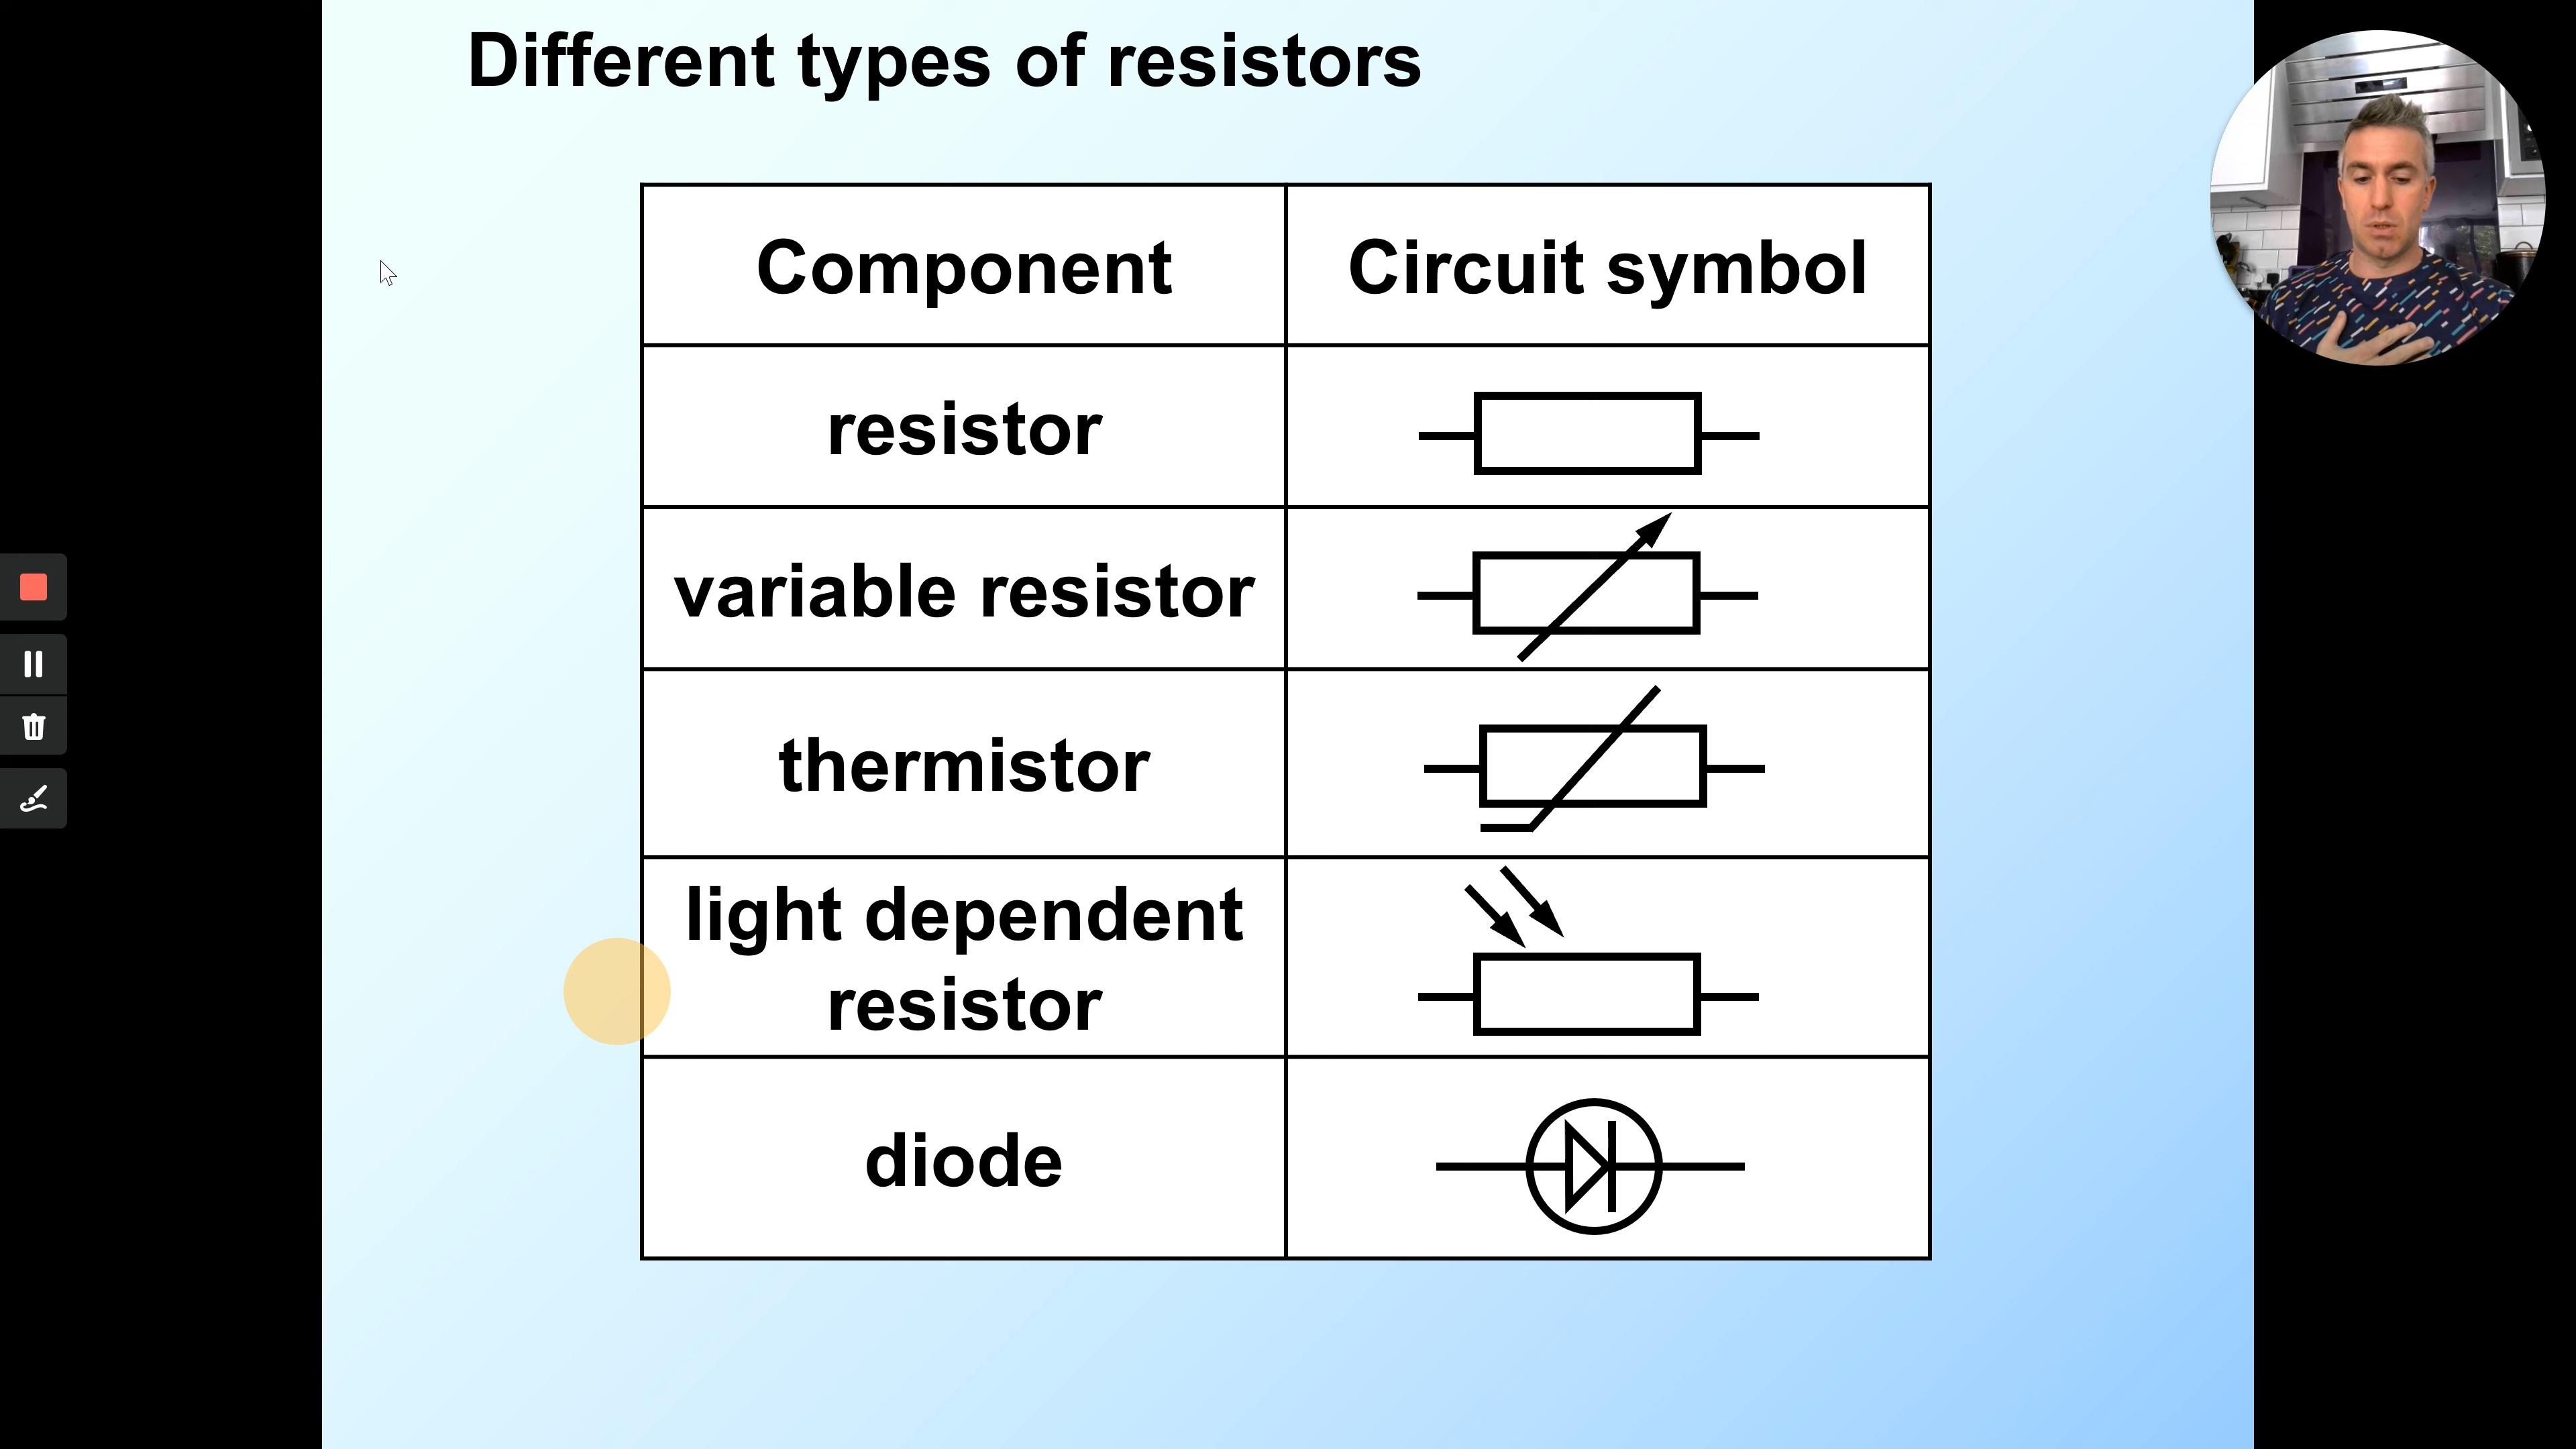 Different types of resistors
Component
Circuit symbol
resistor
variable resistor
thermistor
light dependent
resistor
diode